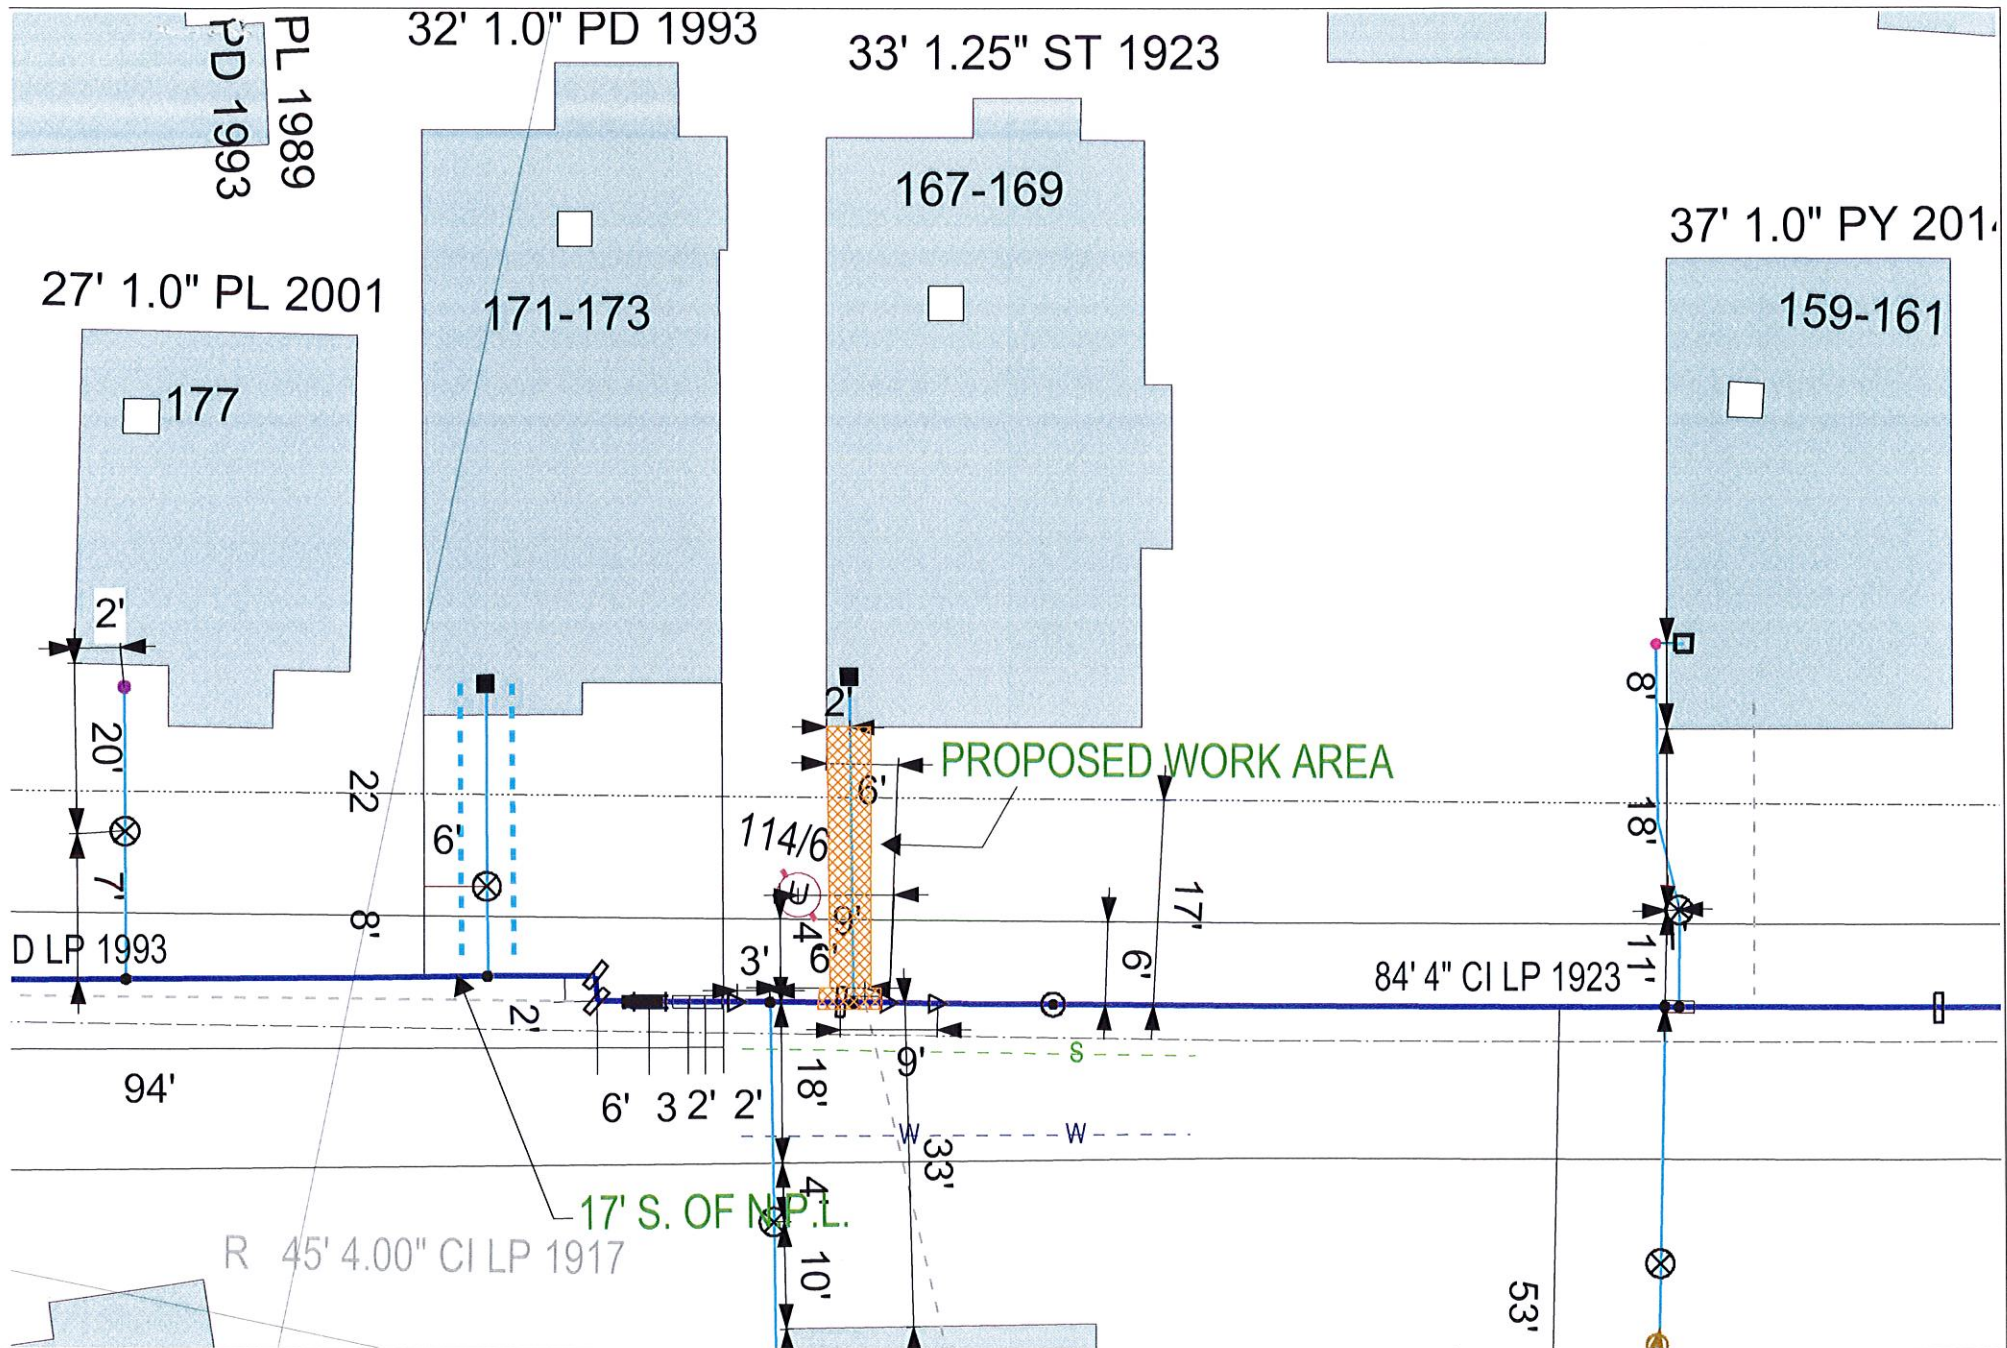 PL 1989
PD 1993
32' 1.0" PD 1993
33' 1.25" ST 1923
167-169
37' 1.0" PY 201
27' 1.0" PL 2001
171-173
159-161
177
2'
20'
7'
22
8'
6'
2'
6'
PROPOSED WORK AREA
114/6
9'
4'
6'
3'
17'
6'
8'
18'
11'
D LP 1993
84' 4" CI LP 1923
2'
94'
6'
3
2'
2'
18'
9'
S
W
W
33'
4
17' S. OF N.P.L.
R 45' 4.00" CI LP 1917
10'
53'